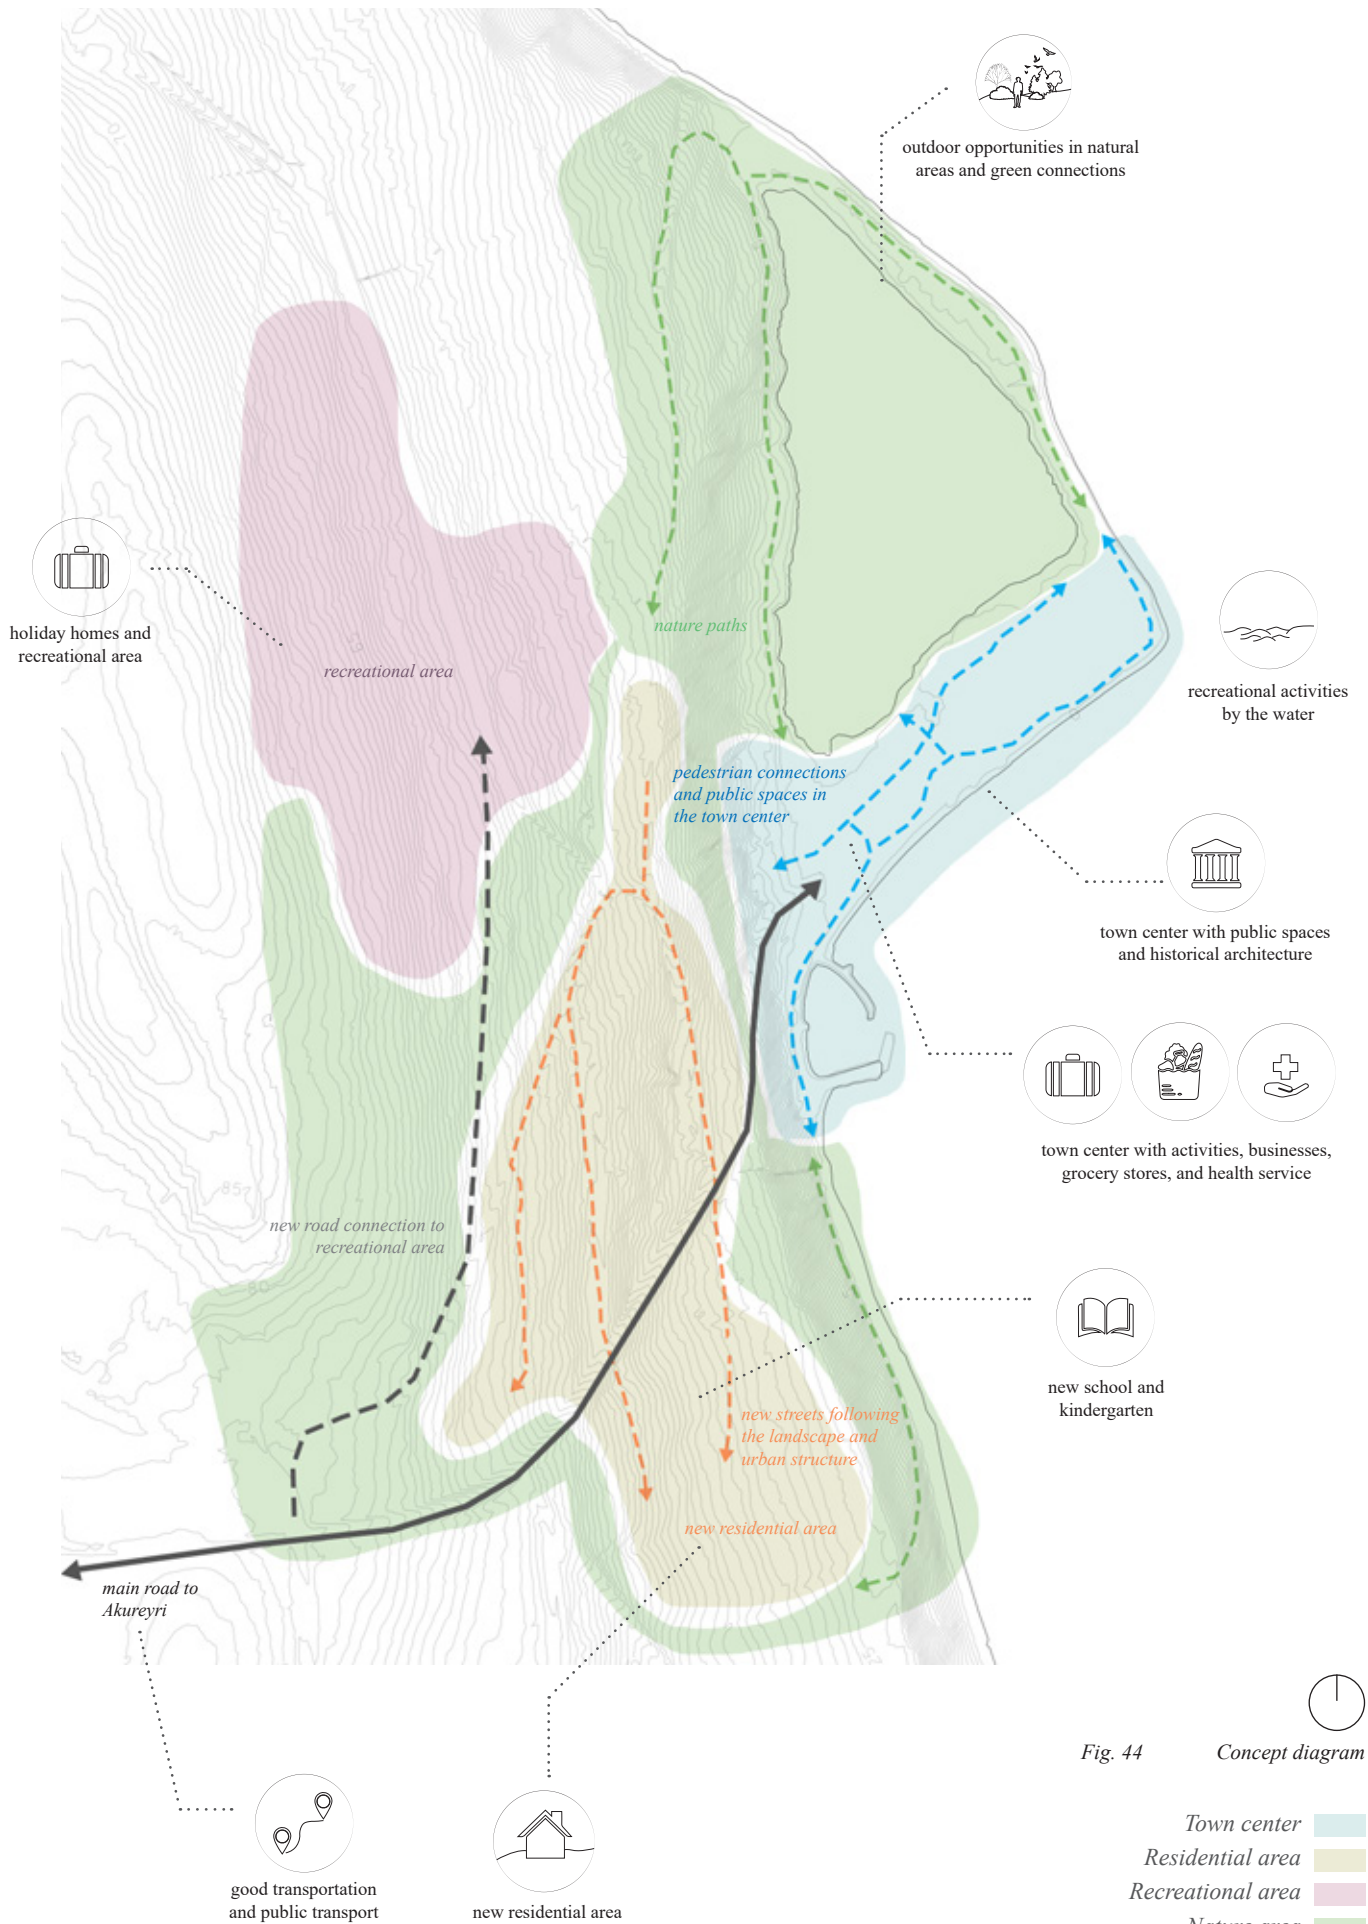 outdoor opportunities in natural
areas and green connections
holiday homes and
recreational area
nature paths
recreational area
recreational activities
by the water
pedestrian connections
and public spaces in
the town center
town center with public spaces
and historical architecture
town center with activities, businesses,
grocery stores, and health service
new road connection to
recreational area
new school and
kindergarten
new streets following
the landscape and
urban structure
new residential area
main road to
Akureyri
good transportation
and public transport
new residential area
Fig. 44 Concept diagram
Town center
Residential area
Recreational area
Nature area